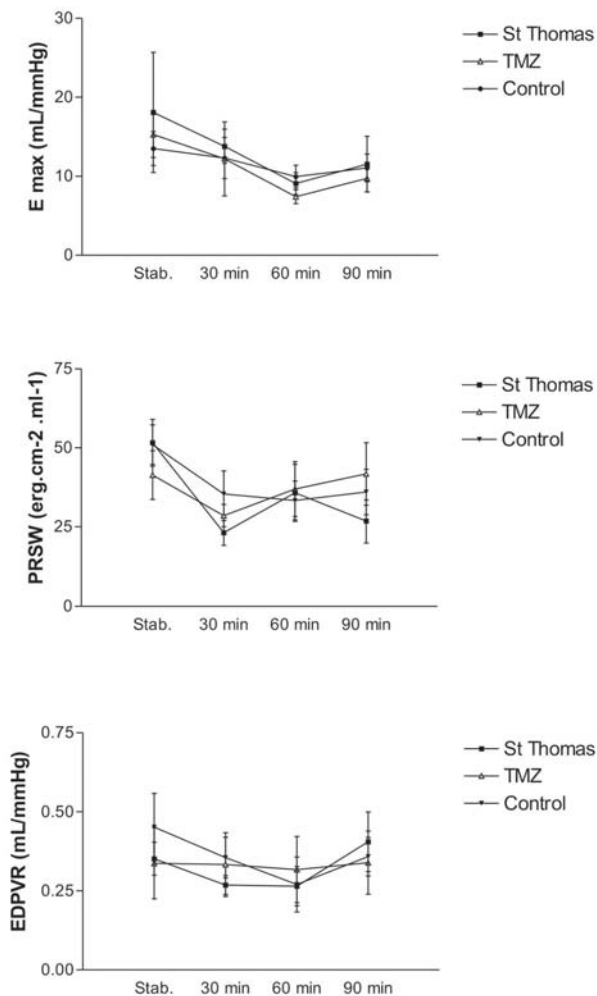 E max (mL/mmHg)
30
20
10
0
Stab. 30 min 60 min 90 min
St Thomas
TMZ
Control
PRSW (erg.cm-2 .ml-1)
75
50
25
0
Stab. 30 min 60 min 90 min
St Thomas
TMZ
Control
EDPVR (mL/mmHg)
0.75
0.50
0.25
0.00
Stab. 30 min 60 min 90 min
St Thomas
TMZ
Control